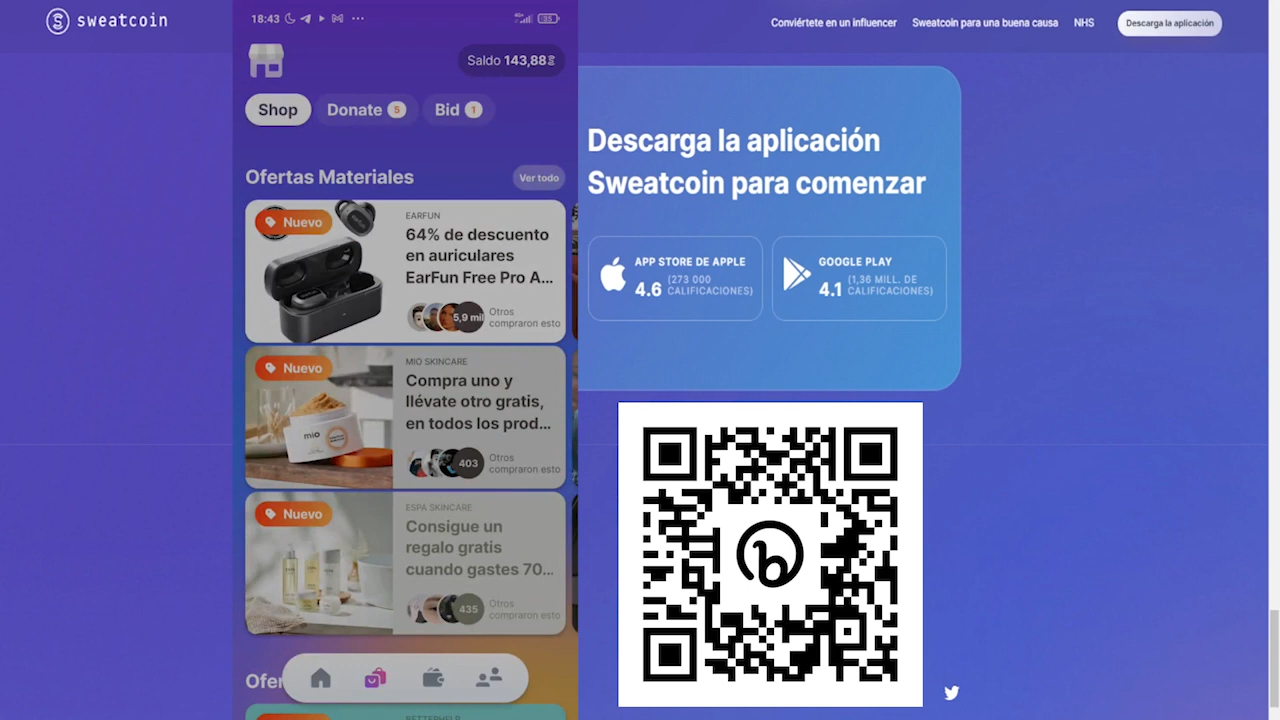 sweatcoin
Conviértete en un influencer
Sweatcoin para una buena causa
NHS
Descarga la aplicación
18:43
35
Saldo 143,88
Shop
Donate 5
Bid 1
Ofertas Materiales
Ver todo
Nuevo
EARFUN
64% de descuento
en auriculares
EarFun Free Pro A...
5,9 mil
Otros
compraron esto
Nuevo
mio
MIO SKINCARE
Compra uno y
llévate otro gratis,
en todos los prod...
403
Otros
compraron esto
Nuevo
ESPA SKINCARE
Consigue un
regalo gratis
cuando gastes 70...
435
Otros
compraron esto
Ofer
BETTERHELP
Descarga la aplicación
Sweatcoin para comenzar
APP STORE DE APPLE
4.6 (273 000
CALIFICACIONES)
GOOGLE PLAY
4.1 (1,36 MILL. DE
CALIFICACIONES)
b